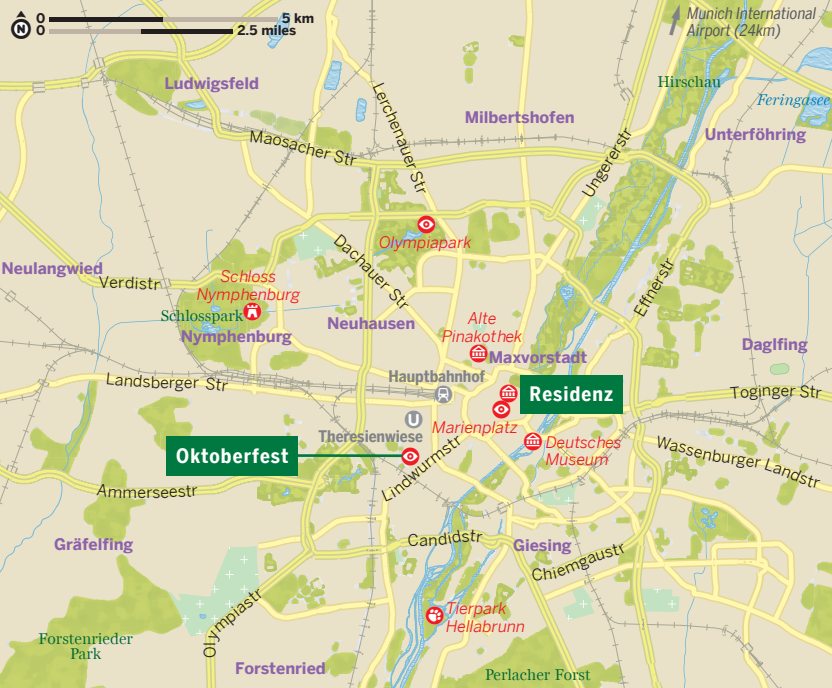 0 5 km
0 2.5 miles
N
Munich International
Airport (24km)
Ludwigsfeld
Hirschau
Feringasee
Lerchenauer Str
Milbertshofen
Unterföhring
Maosacher Str
Ungererstr
Olympiapark
Dachauer Str
Neulangwied
Verdistr
Schloss
Nymphenburg
Schlosspark
Nymphenburg
Neuhausen
Effnerstr
Alte
Pinakothek
Maxvorstadt
Daglfing
Landsberger Str
Hauptbahnhof
Residenz
Toginger Str
U
Theresienwiese
Marienplatz
Deutsches
Museum
Oktoberfest
Lindwurmstr
Wassenburger Landstr
Ammerseestr
Gräfelfing
Candidstr
Giesing
Chiemgaustr
Olympiastr
Tierpark
Hellabrunn
Forstenrieder
Park
Forstenried
Perlacher Forst